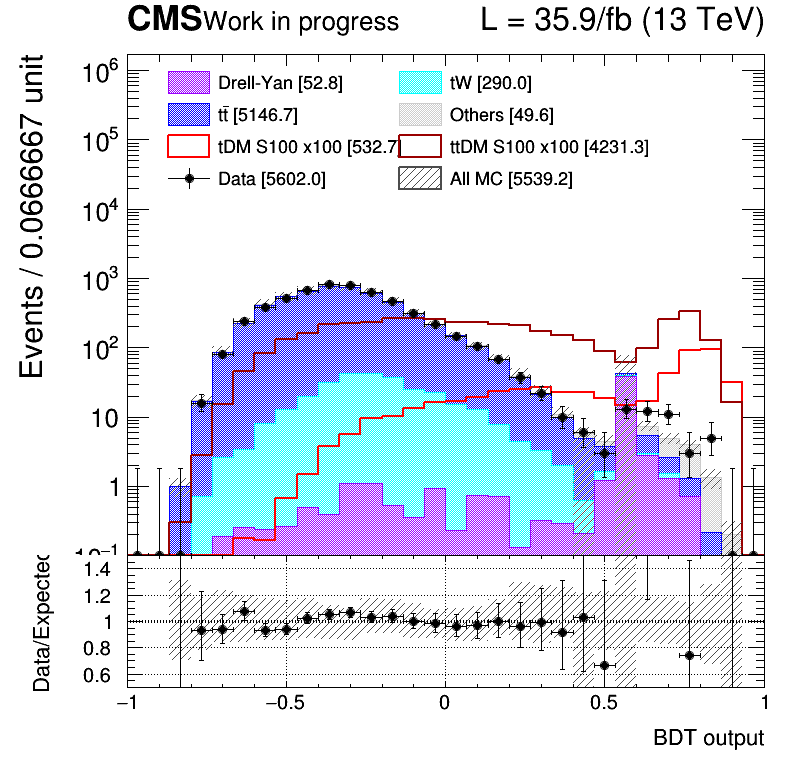 CMS Work in progress L = 35.9/fb (13 TeV)
Events / 0.0666667 unit
10⁶
10⁵
10⁴
10³
10²
10
1
10⁻¹
Drell-Yan [52.8] tW [290.0]
tt̄ [5146.7] Others [49.6]
tDM S100 x100 [532.7] ttDM S100 x100 [4231.3]
Data [5602.0] All MC [5539.2]
Data/Expected
1.4
1.2
1
0.8
0.6
−1 −0.5 0 0.5 1
BDT output